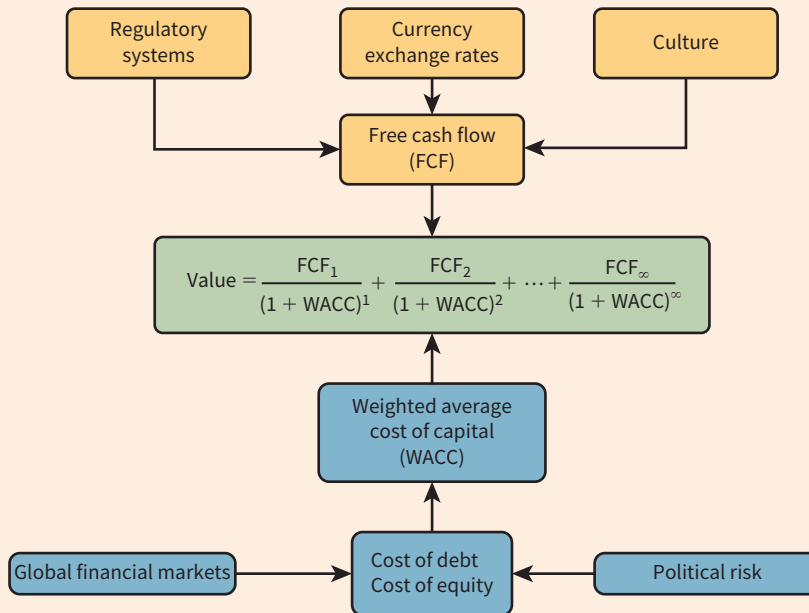 Regulatory
systems
Currency
exchange rates
Culture
Free cash flow
(FCF)
Value = FCF₁ / (1 + WACC)¹ + FCF₂ / (1 + WACC)² + ... + FCF∞ / (1 + WACC)^∞
Weighted average
cost of capital
(WACC)
Global financial markets
Cost of debt
Cost of equity
Political risk